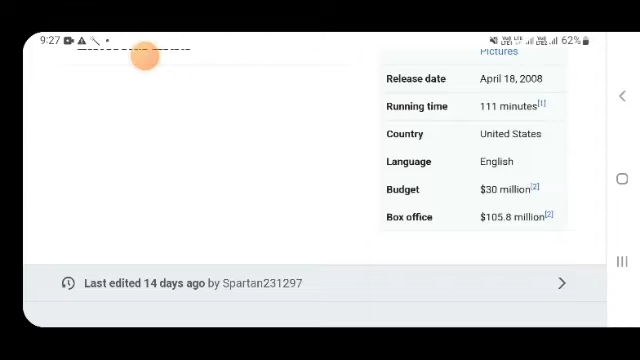 9:27
62%
Pictures
Release date April 18, 2008
Running time 111 minutes[1]
Country United States
Language English
Budget $30 million[2]
Box office $105.8 million[2]
Last edited 14 days ago by Spartan231297